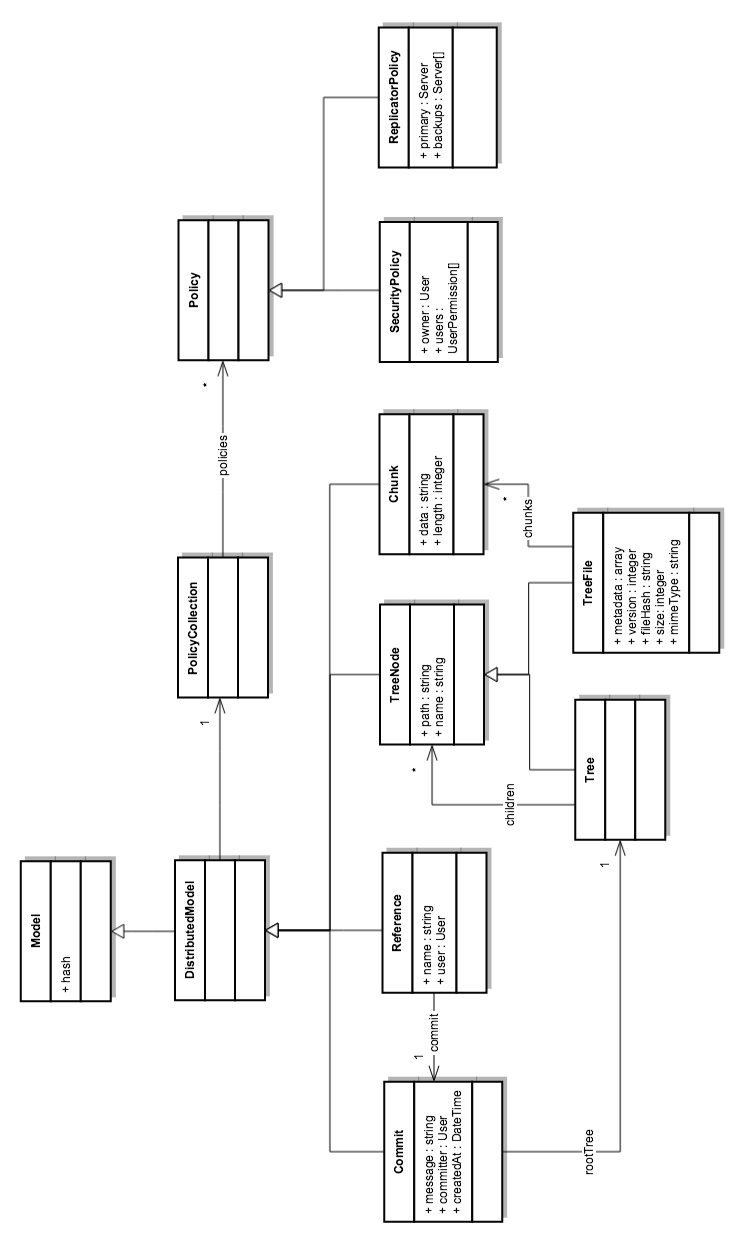 Model
+ hash
DistributedModel
1
PolicyCollection
policies
*
Policy
Commit
+ message : string
+ committer : User
+ createdAt : DateTime
1
commit
Reference
+ name : string
+ user : User
TreeNode
+ path : string
+ name : string
Chunk
+ data : string
+ length : integer
SecurityPolicy
+ owner : User
+ users :
UserPermission[]
ReplicatorPolicy
+ primary : Server
+ backups : Server[]
*
children
*
chunks
rootTree
1
Tree
TreeFile
+ metadata : array
+ version : integer
+ fileHash : string
+ size: integer
+ mimeType : string